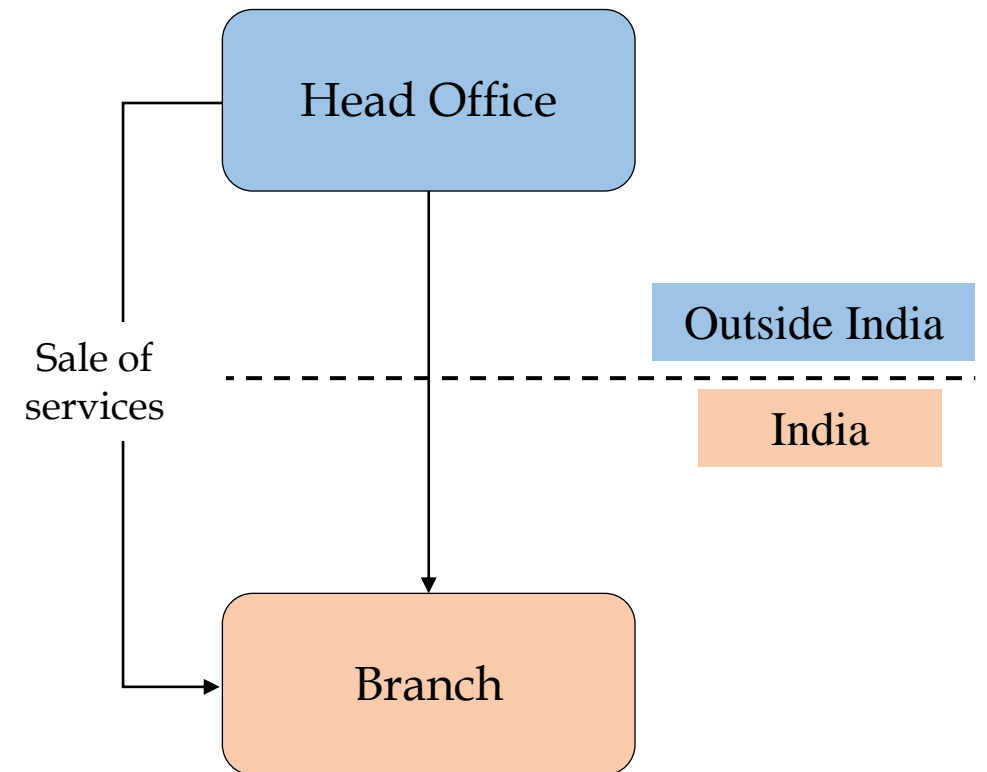 Head Office
Outside India
Sale of
services
India
Branch